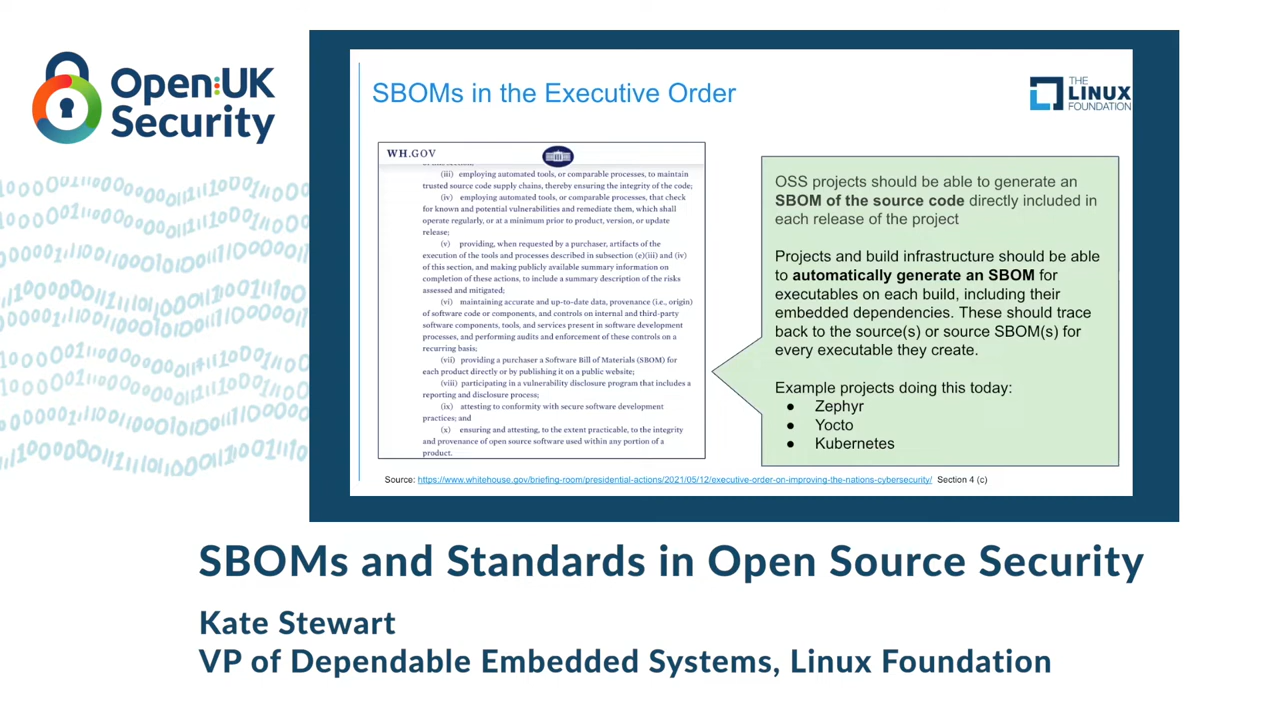 Open:UK
Security
SBOMs in the Executive Order
THE
LINUX
FOUNDATION
WH.GOV
(iii) employing automated tools, or comparable processes, to maintain
trusted source code supply chains, thereby ensuring the integrity of the code;
(iv) employing automated tools, or comparable processes, that check
for known and potential vulnerabilities and remediate them, which shall
operate regularly, or at a minimum prior to product, version, or update
release;
(v) providing, when requested by a purchaser, artifacts of the
execution of the tools and processes described in subsection (e)(iii) and (iv)
of this section, and making publicly available summary information on
completion of these actions, to include a summary description of the risks
assessed and mitigated;
(vi) maintaining accurate and up-to-date data, provenance (i.e., origin)
of software code or components, and controls on internal and third-party
software components, tools, and services present in software development
processes, and performing audits and enforcement of these controls on a
recurring basis;
(vii) providing a purchaser a Software Bill of Materials (SBOM) for
each product directly or by publishing it on a public website;
(viii) participating in a vulnerability disclosure program that includes a
reporting and disclosure process;
(ix) attesting to conformity with secure software development
practices; and
(x) ensuring and attesting, to the extent practicable, to the integrity
and provenance of open source software used within any portion of a
product.
OSS projects should be able to generate an
SBOM of the source code directly included in
each release of the project
Projects and build infrastructure should be able
to automatically generate an SBOM for
executables on each build, including their
embedded dependencies. These should trace
back to the source(s) or source SBOM(s) for
every executable they create.
Example projects doing this today:
● Zephyr
● Yocto
● Kubernetes
Source: https://www.whitehouse.gov/briefing-room/presidential-actions/2021/05/12/executive-order-on-improving-the-nations-cybersecurity/ Section 4 (c)
SBOMs and Standards in Open Source Security
Kate Stewart
VP of Dependable Embedded Systems, Linux Foundation